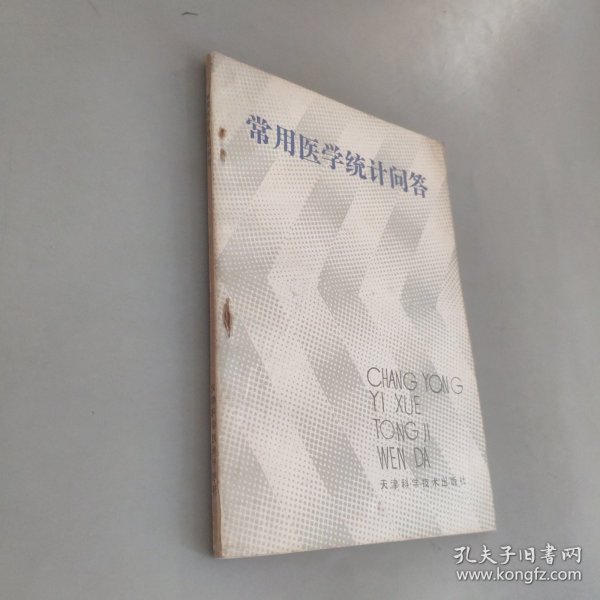 常用医学统计问答
CHANG YONG
YI XUE
TONG JI
WEN DA
天津科学技术出版社
孔夫子旧書网
www.kongfz.com